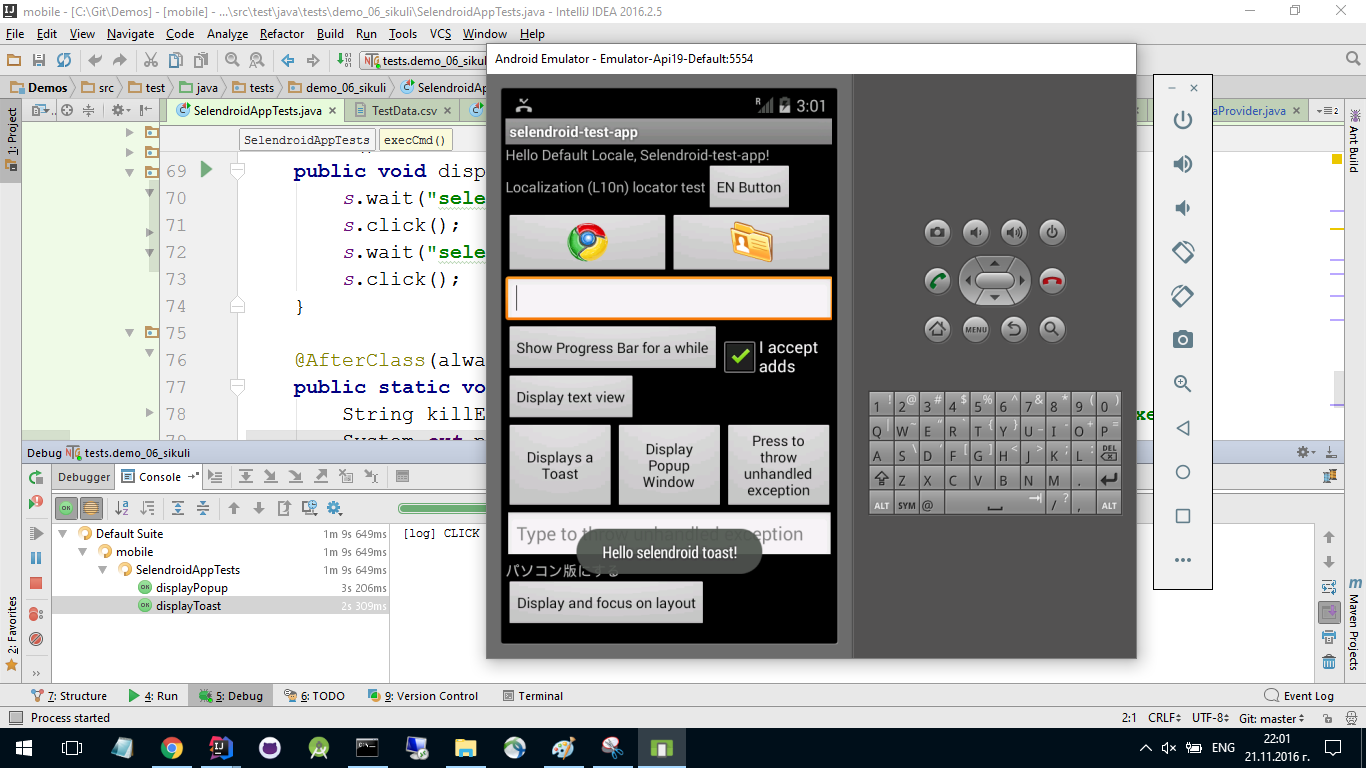 mobile - [C:\Git\Demos] - [mobile] - ...\src\test\java\tests\demo_06_sikuli\SelendroidAppTests.java - IntelliJ IDEA 2016.2.5
File Edit View Navigate Code Analyze Refactor Build Run Tools VCS Window Help
tests.demo_06_sikuli
Demos src test java tests demo_06_sikuli SelendroidAp
1: Project
SelendroidAppTests.java TestData.csv aProvider.java
SelendroidAppTests execCmd()
69 public void disp
70 s.wait("sele
71 s.click();
72 s.wait("sele
73 s.click();
74 }
75
76 @AfterClass(alwa
77 public static vo
78 String killE
Ant Build
Maven Projects
2: Favorites
Android Emulator - Emulator-Api19-Default:5554
R 3:01
selendroid-test-app
Hello Default Locale, Selendroid-test-app!
Localization (L10n) locator test EN Button
Show Progress Bar for a while
I accept
adds
Display text view
Displays a
Toast
Display
Popup
Window
Press to
throw
unhandled
exception
Type to throw unhandled exception
Hello selendroid toast!
パソコン版にする
Display and focus on layout
MENU
1 ! 2 @ 3 # 4 $ 5 % 6 ^ 7 & 8 * 9 ( 0 )
Q | W ~ E " R ` T { Y } U _ I - O + P =
A S \ D ' F [ G ] H < J > K ; L : DEL
Z X C V B N M .
ALT SYM @ / ? , ALT
Debug tests.demo_06_sikuli
Debugger Console
Default Suite 1m 9s 649ms
mobile 1m 9s 649ms
SelendroidAppTests 1m 9s 649ms
OK displayPopup 3s 206ms
OK displayToast 2s 309ms
[log] CLICK
7: Structure 4: Run 5: Debug 6: TODO 9: Version Control Terminal Event Log
Process started 2:1 CRLF UTF-8 Git: master
ENG 22:01
21.11.2016 г.